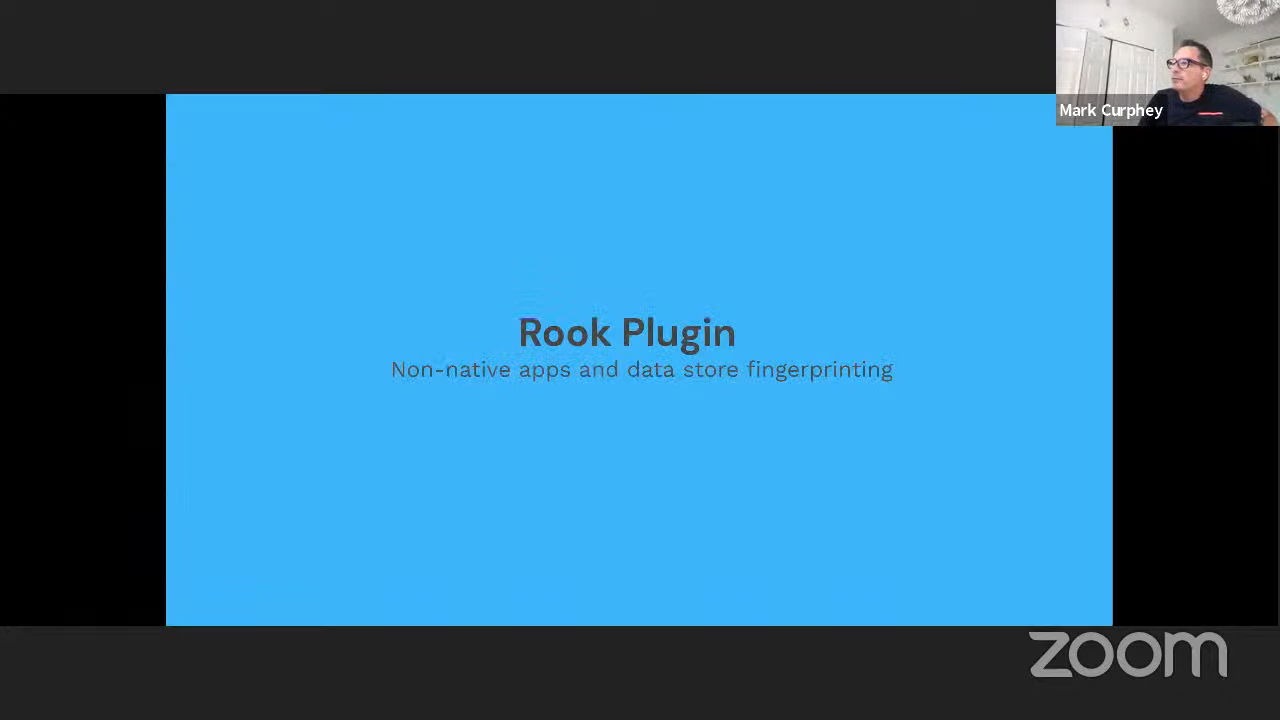 Mark Curphey
Rook Plugin
Non-native apps and data store fingerprinting
zoom